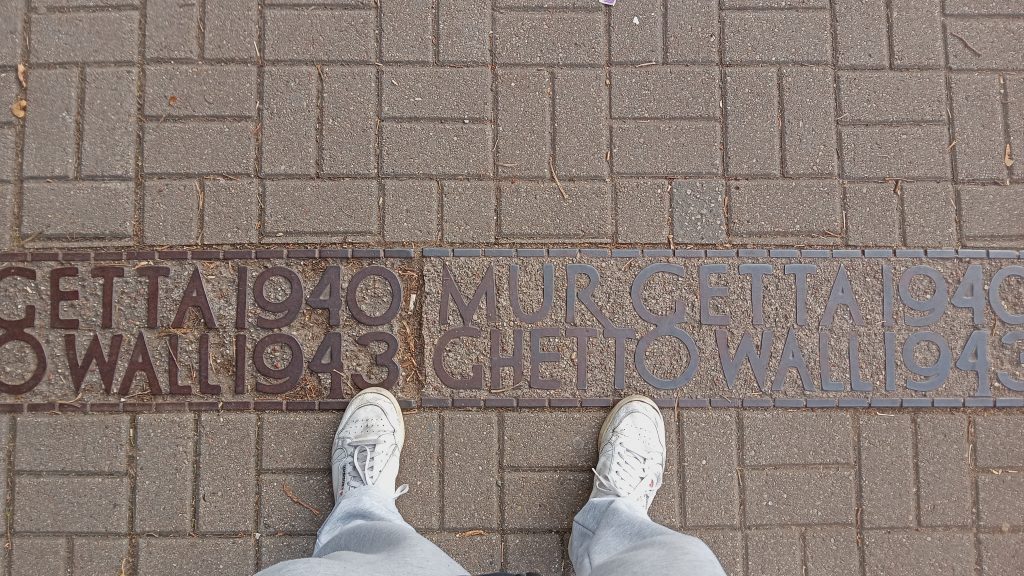 GETTA 1940 MUR GETTA 1940
WALL 1943 GHETTO WALL 1943